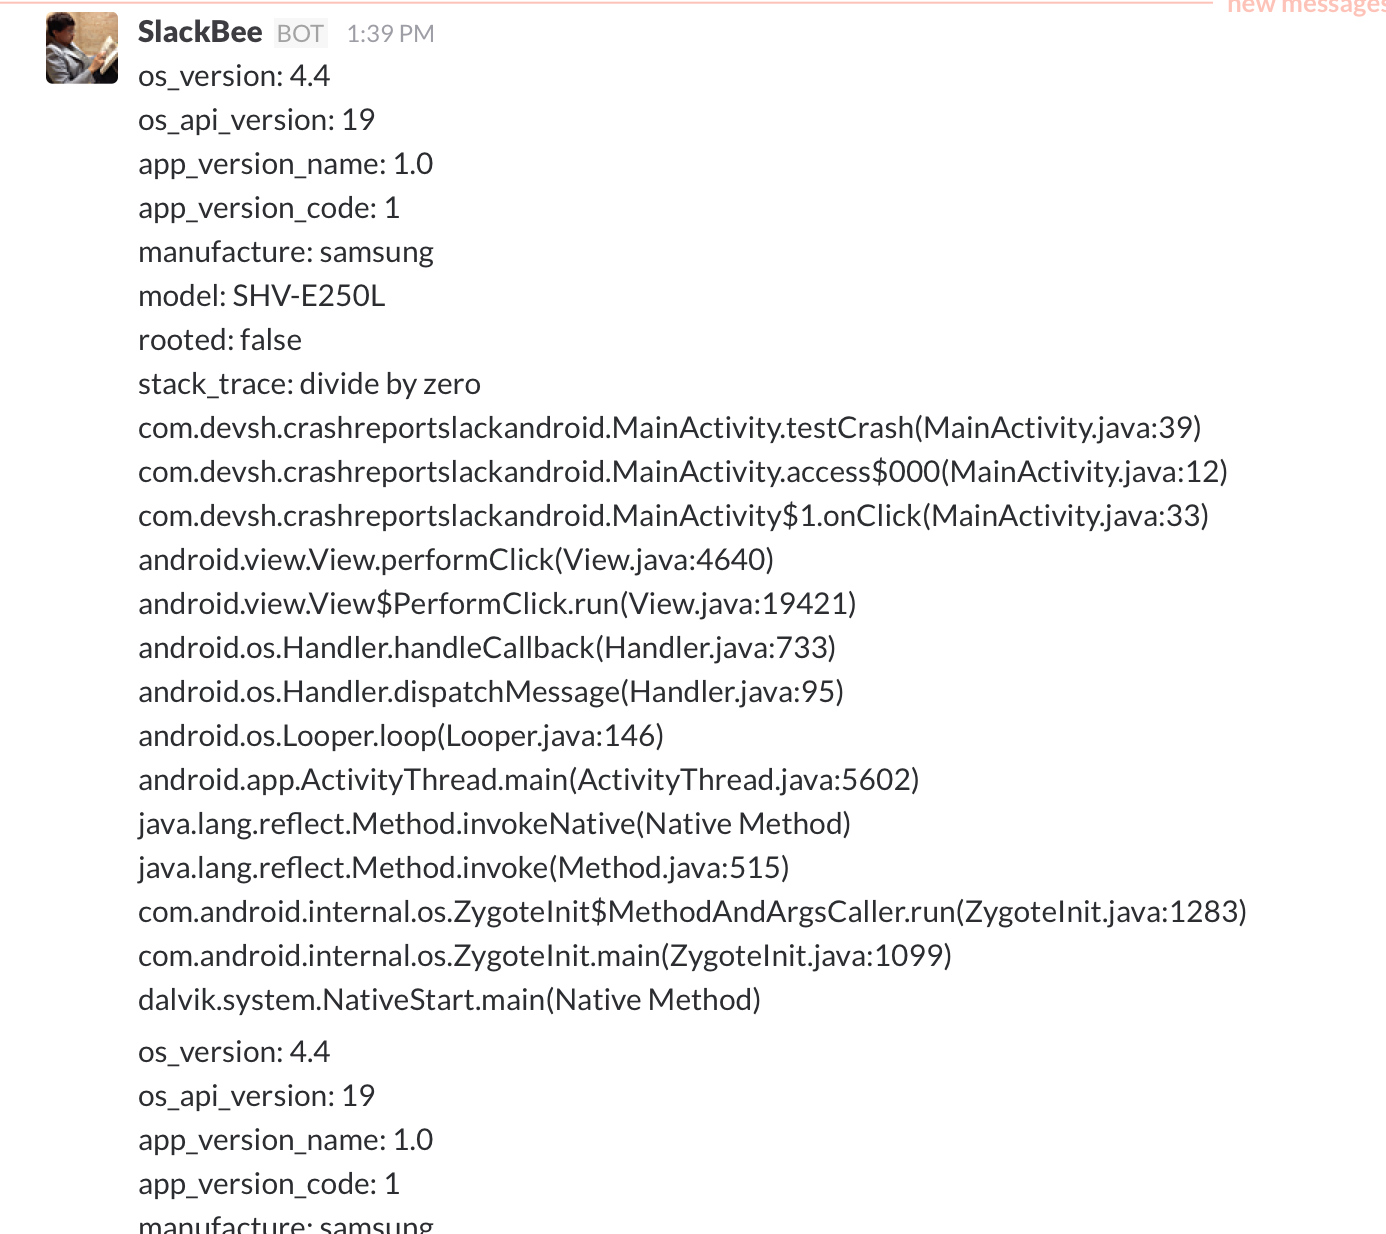 new messages
SlackBee BOT 1:39 PM
os_version: 4.4
os_api_version: 19
app_version_name: 1.0
app_version_code: 1
manufacture: samsung
model: SHV-E250L
rooted: false
stack_trace: divide by zero
com.devsh.crashreportslackandroid.MainActivity.testCrash(MainActivity.java:39)
com.devsh.crashreportslackandroid.MainActivity.access$000(MainActivity.java:12)
com.devsh.crashreportslackandroid.MainActivity$1.onClick(MainActivity.java:33)
android.view.View.performClick(View.java:4640)
android.view.View$PerformClick.run(View.java:19421)
android.os.Handler.handleCallback(Handler.java:733)
android.os.Handler.dispatchMessage(Handler.java:95)
android.os.Looper.loop(Looper.java:146)
android.app.ActivityThread.main(ActivityThread.java:5602)
java.lang.reflect.Method.invokeNative(Native Method)
java.lang.reflect.Method.invoke(Method.java:515)
com.android.internal.os.ZygoteInit$MethodAndArgsCaller.run(ZygoteInit.java:1283)
com.android.internal.os.ZygoteInit.main(ZygoteInit.java:1099)
dalvik.system.NativeStart.main(Native Method)
os_version: 4.4
os_api_version: 19
app_version_name: 1.0
app_version_code: 1
manufacture: samsung